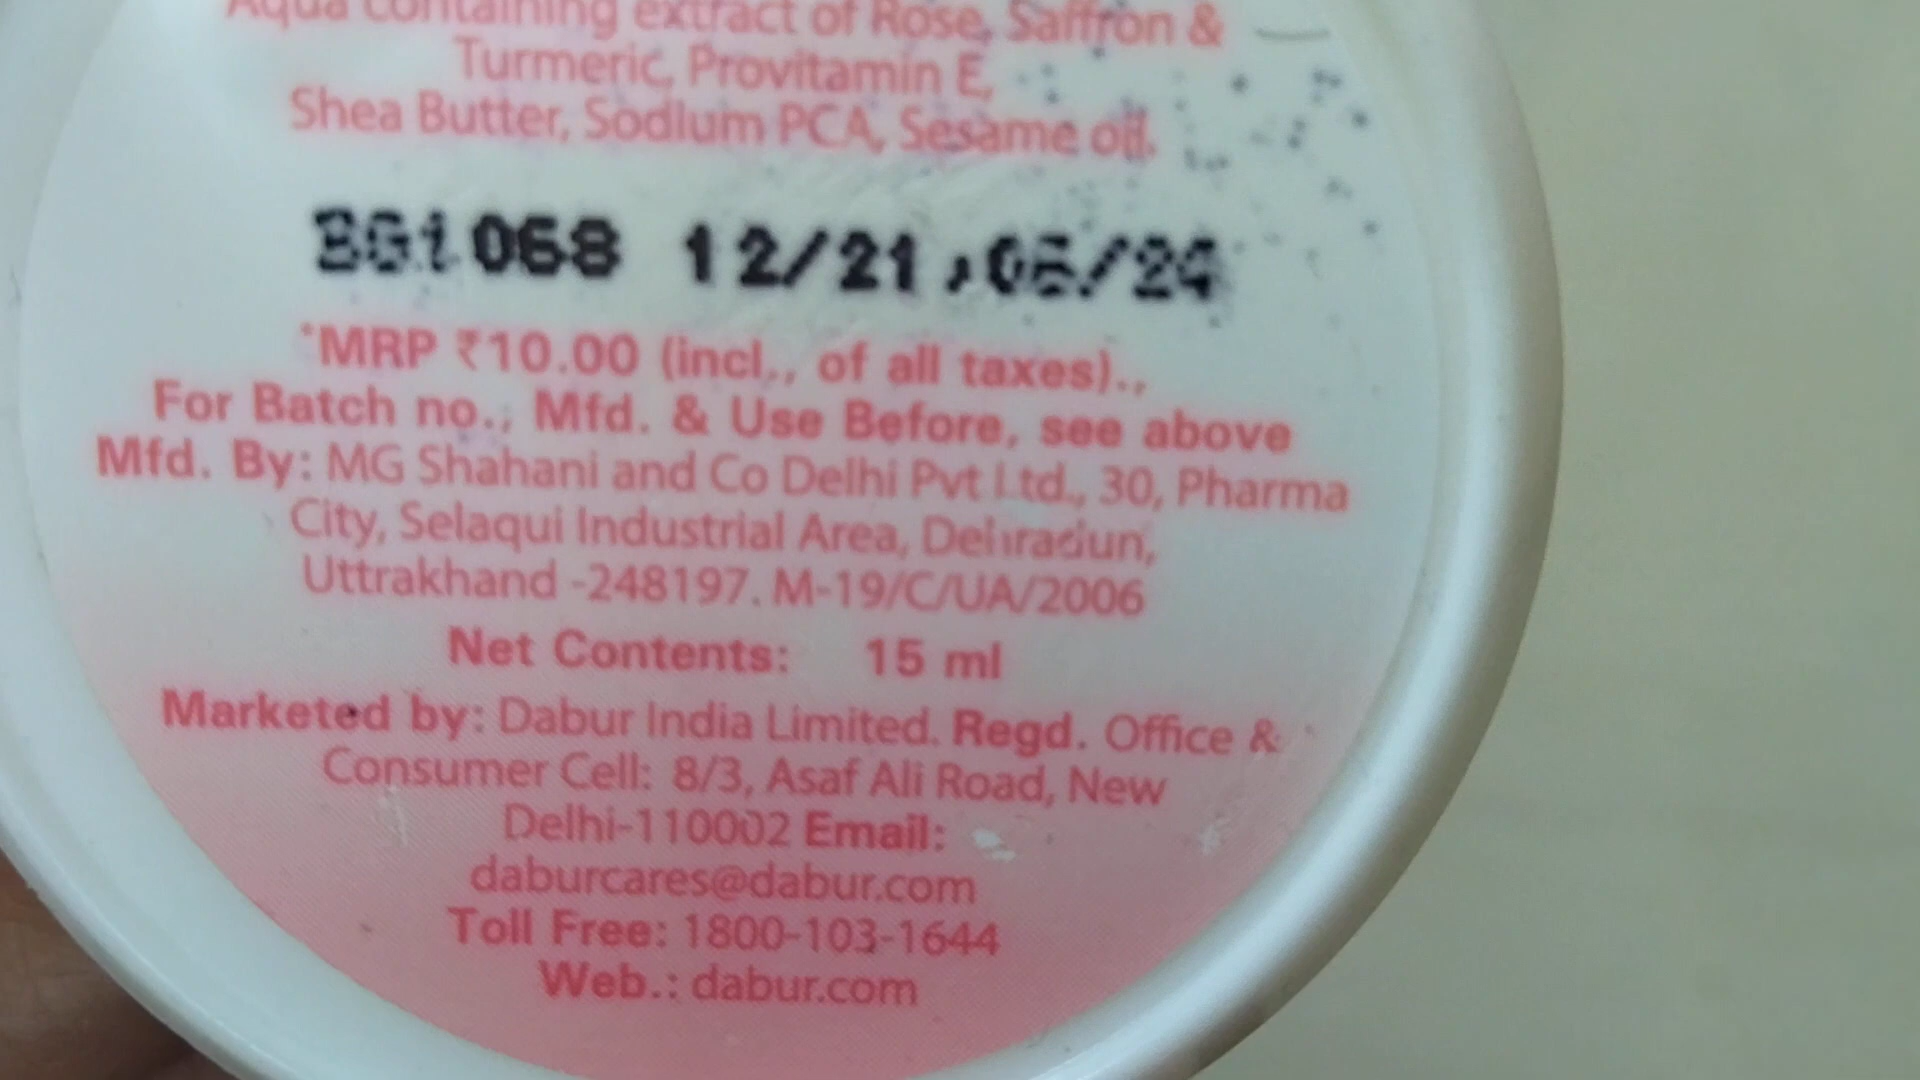 Aqua containing extract of Rose, Saffron &
Turmeric, Provitamin E,
Shea Butter, Sodium PCA, Sesame oil.
068 12/21,
*MRP ₹10.00 (incl., of all taxes).,
For Batch no., Mfd. & Use Before, see above
Mfd. By: MG Shahani and Co Delhi Pvt Ltd., 30, Pharma
City, Selaqui Industrial Area, Dehradun,
Uttrakhand -248197. M-19/C/UA/2006
Net Contents: 15 ml
Marketed by: Dabur India Limited. Regd. Office &
Consumer Cell: 8/3, Asaf Ali Road, New
Delhi-110002 Email:
daburcares@dabur.com
Toll Free: 1800-103-1644
Web.: dabur.com